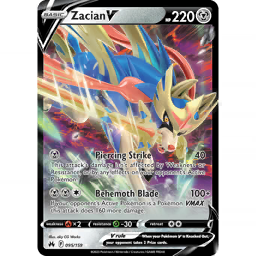 BASIC Zacian V HP 220
Piercing Strike 40
This attack's damage isn't affected by Weakness
or Resistance, or by any effects on your opponent's
Active Pokémon.
Behemoth Blade 100+
If your opponent's Active Pokémon is a Pokémon VMAX,
this attack does 60 more damage.
weakness ×2 resistance -30 retreat
V rule When your Pokémon V is Knocked Out,
your opponent takes 2 Prize cards.
095/159